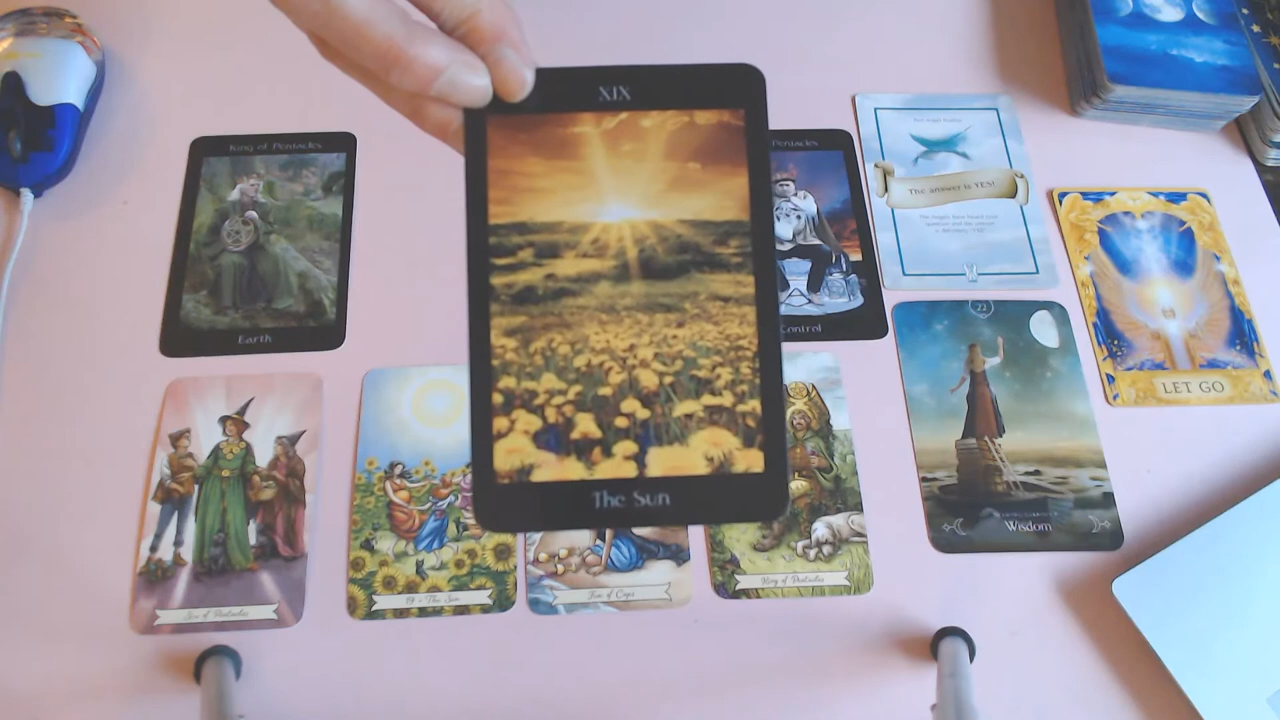 XIX
The Sun
King of Pentacles
Earth
Pentacles
Control
The answer is YES!
LET GO
22
Wisdom
Six of Pentacles
19 - The Sun
of Cups
King of Pentacles